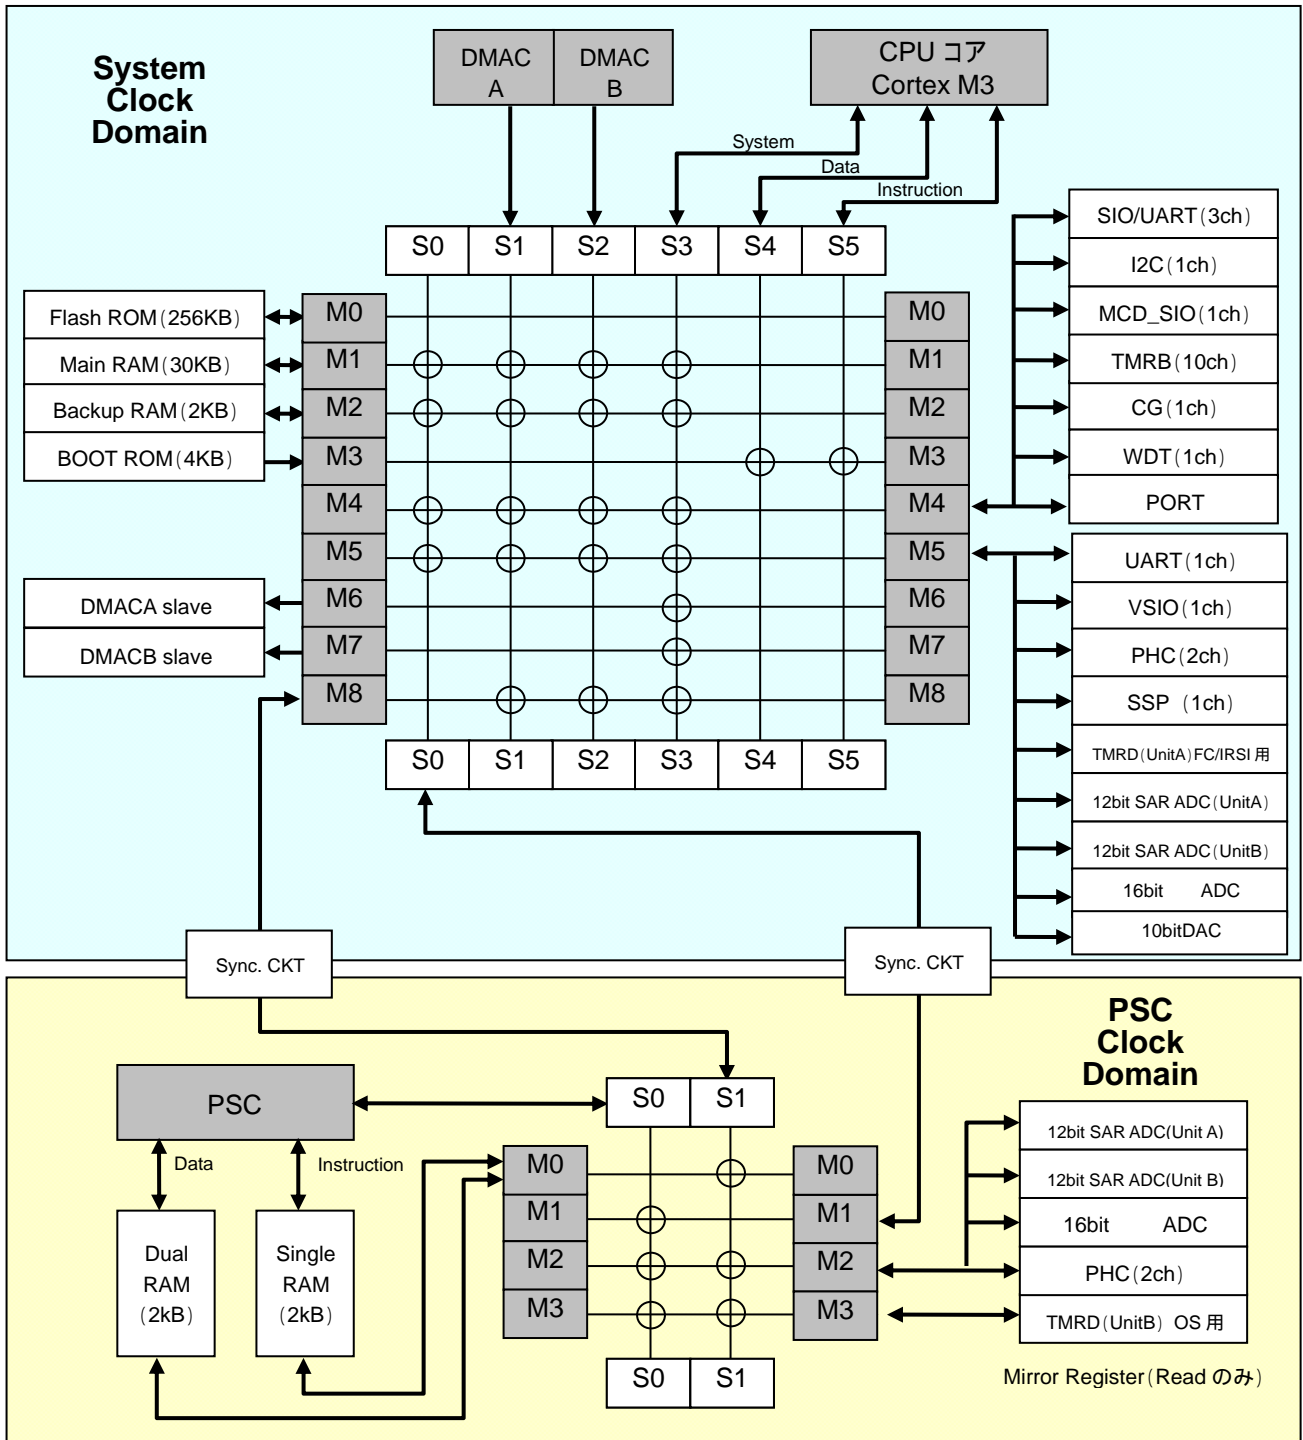 System
Clock
Domain
DMAC
A
DMAC
B
CPU コア
Cortex M3
System
Data
Instruction
S0 S1 S2 S3 S4 S5
Flash ROM(256KB)
Main RAM(30KB)
Backup RAM(2KB)
BOOT ROM(4KB)
DMACA slave
DMACB slave
M0
M1
M2
M3
M4
M5
M6
M7
M8
M0
M1
M2
M3
M4
M5
M6
M7
M8
S0 S1 S2 S3 S4 S5
SIO/UART(3ch)
I2C(1ch)
MCD_SIO(1ch)
TMRB(10ch)
CG(1ch)
WDT(1ch)
PORT
UART(1ch)
VSIO(1ch)
PHC(2ch)
SSP (1ch)
TMRD(UnitA)FC/IRSI 用
12bit SAR ADC(UnitA)
12bit SAR ADC(UnitB)
16bit ADC
10bitDAC
Sync. CKT
Sync. CKT
PSC
Clock
Domain
PSC
Data
Instruction
Dual
RAM
(2kB)
Single
RAM
(2kB)
S0 S1
M0
M1
M2
M3
M0
M1
M2
M3
S0 S1
12bit SAR ADC(Unit A)
12bit SAR ADC(Unit B)
16bit ADC
PHC(2ch)
TMRD(UnitB) OS 用
Mirror Register(Read のみ)